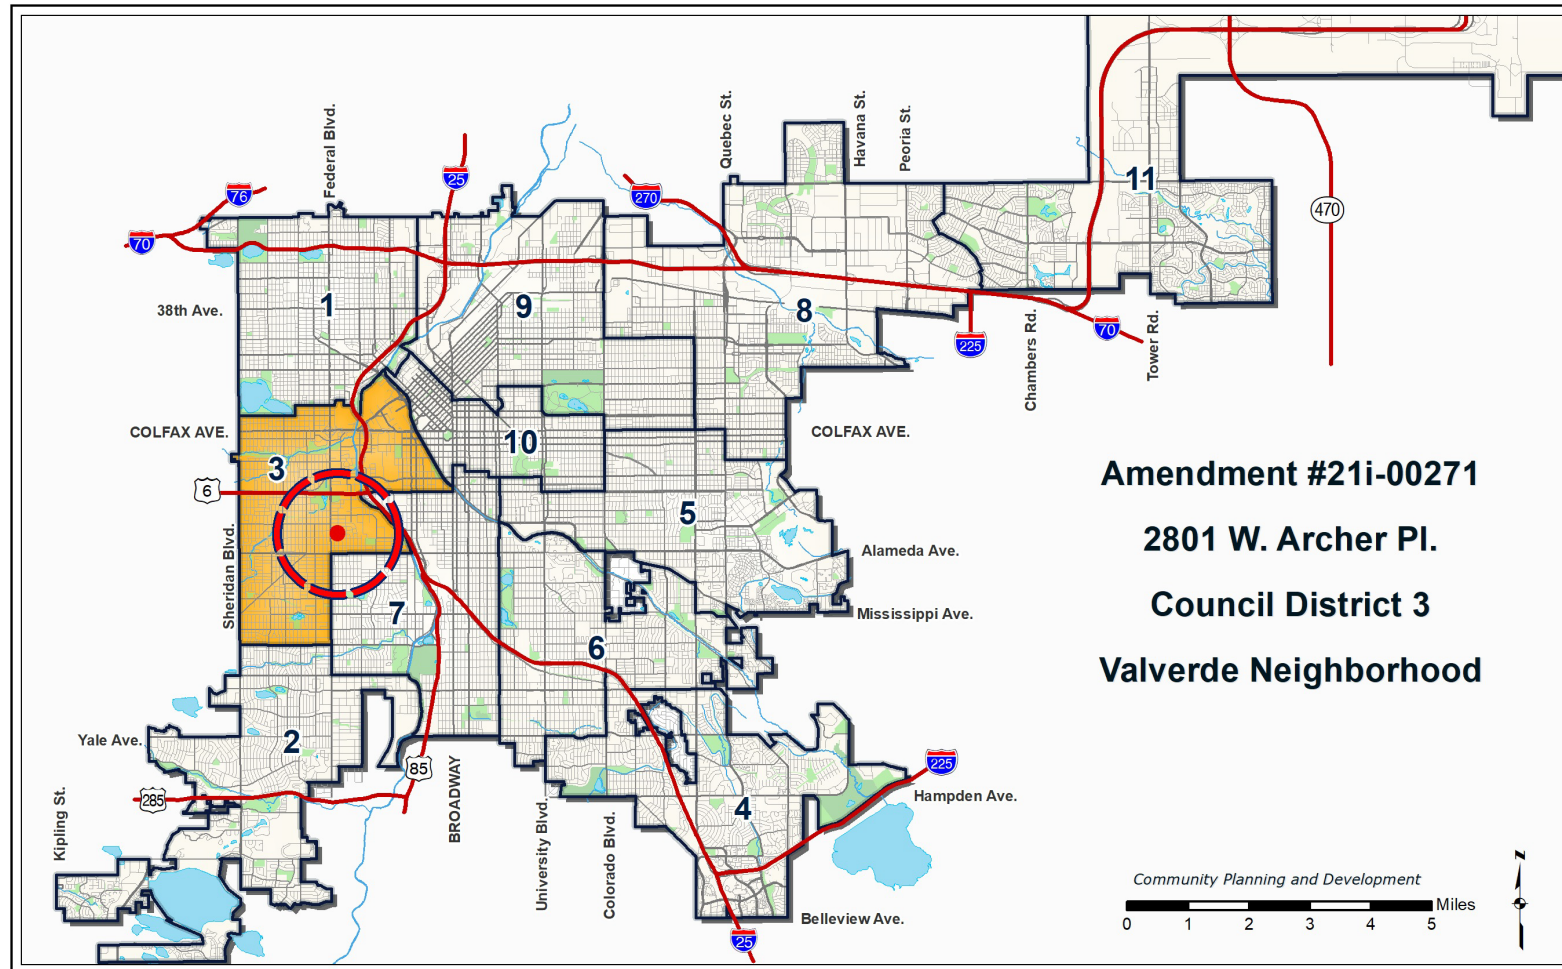 Federal Blvd.
Quebec St.
Havana St.
Peoria St.
76
25
270
11
470
70
38th Ave.
1
9
8
Chambers Rd.
Tower Rd.
225
70
COLFAX AVE.
COLFAX AVE.
10
3
6
5
Sheridan Blvd.
Alameda Ave.
7
Mississippi Ave.
6
Amendment #21i-00271
2801 W. Archer Pl.
Council District 3
Valverde Neighborhood
Yale Ave.
2
85
225
285
Hampden Ave.
4
Kipling St.
BROADWAY
University Blvd.
Colorado Blvd.
Belleview Ave.
25
Community Planning and Development
Miles
0 1 2 3 4 5
Z